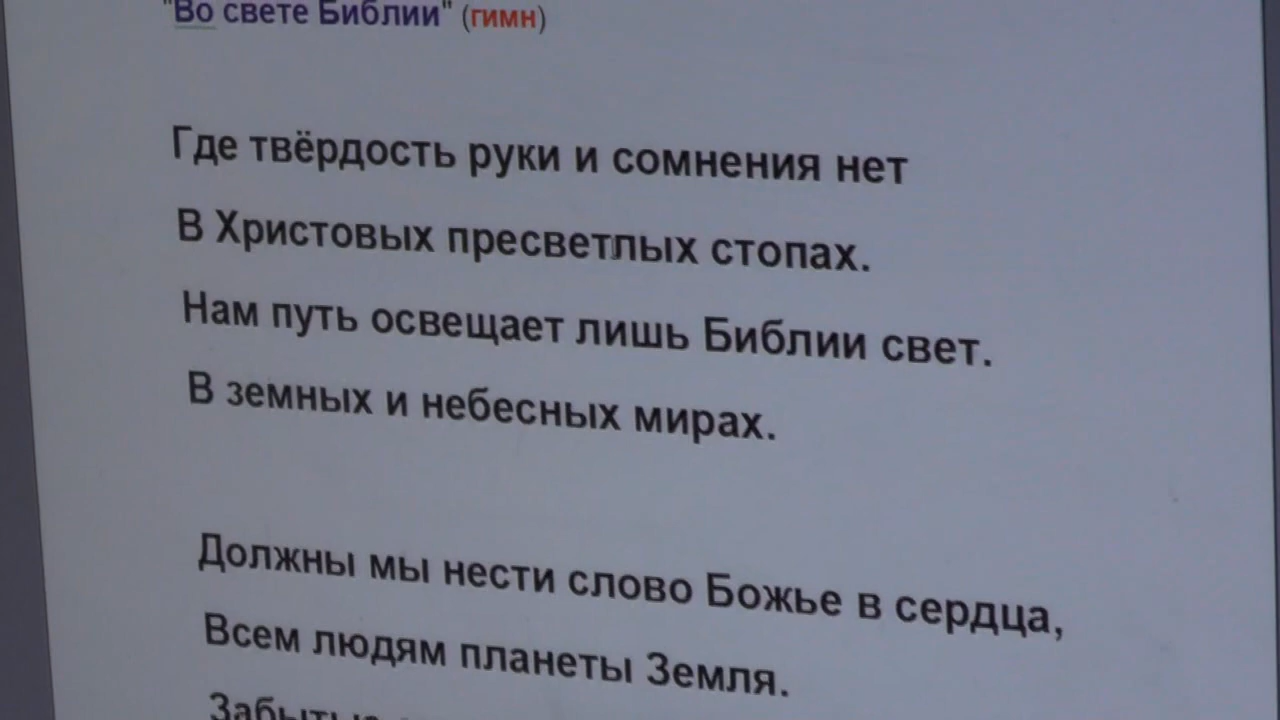 "Во свете Библии" (гимн)
Где твёрдость руки и сомнения нет
В Христовых пресветлых стопах.
Нам путь освещает лишь Библии свет.
В земных и небесных мирах.
Должны мы нести слово Божье в сердца,
Всем людям планеты Земля.